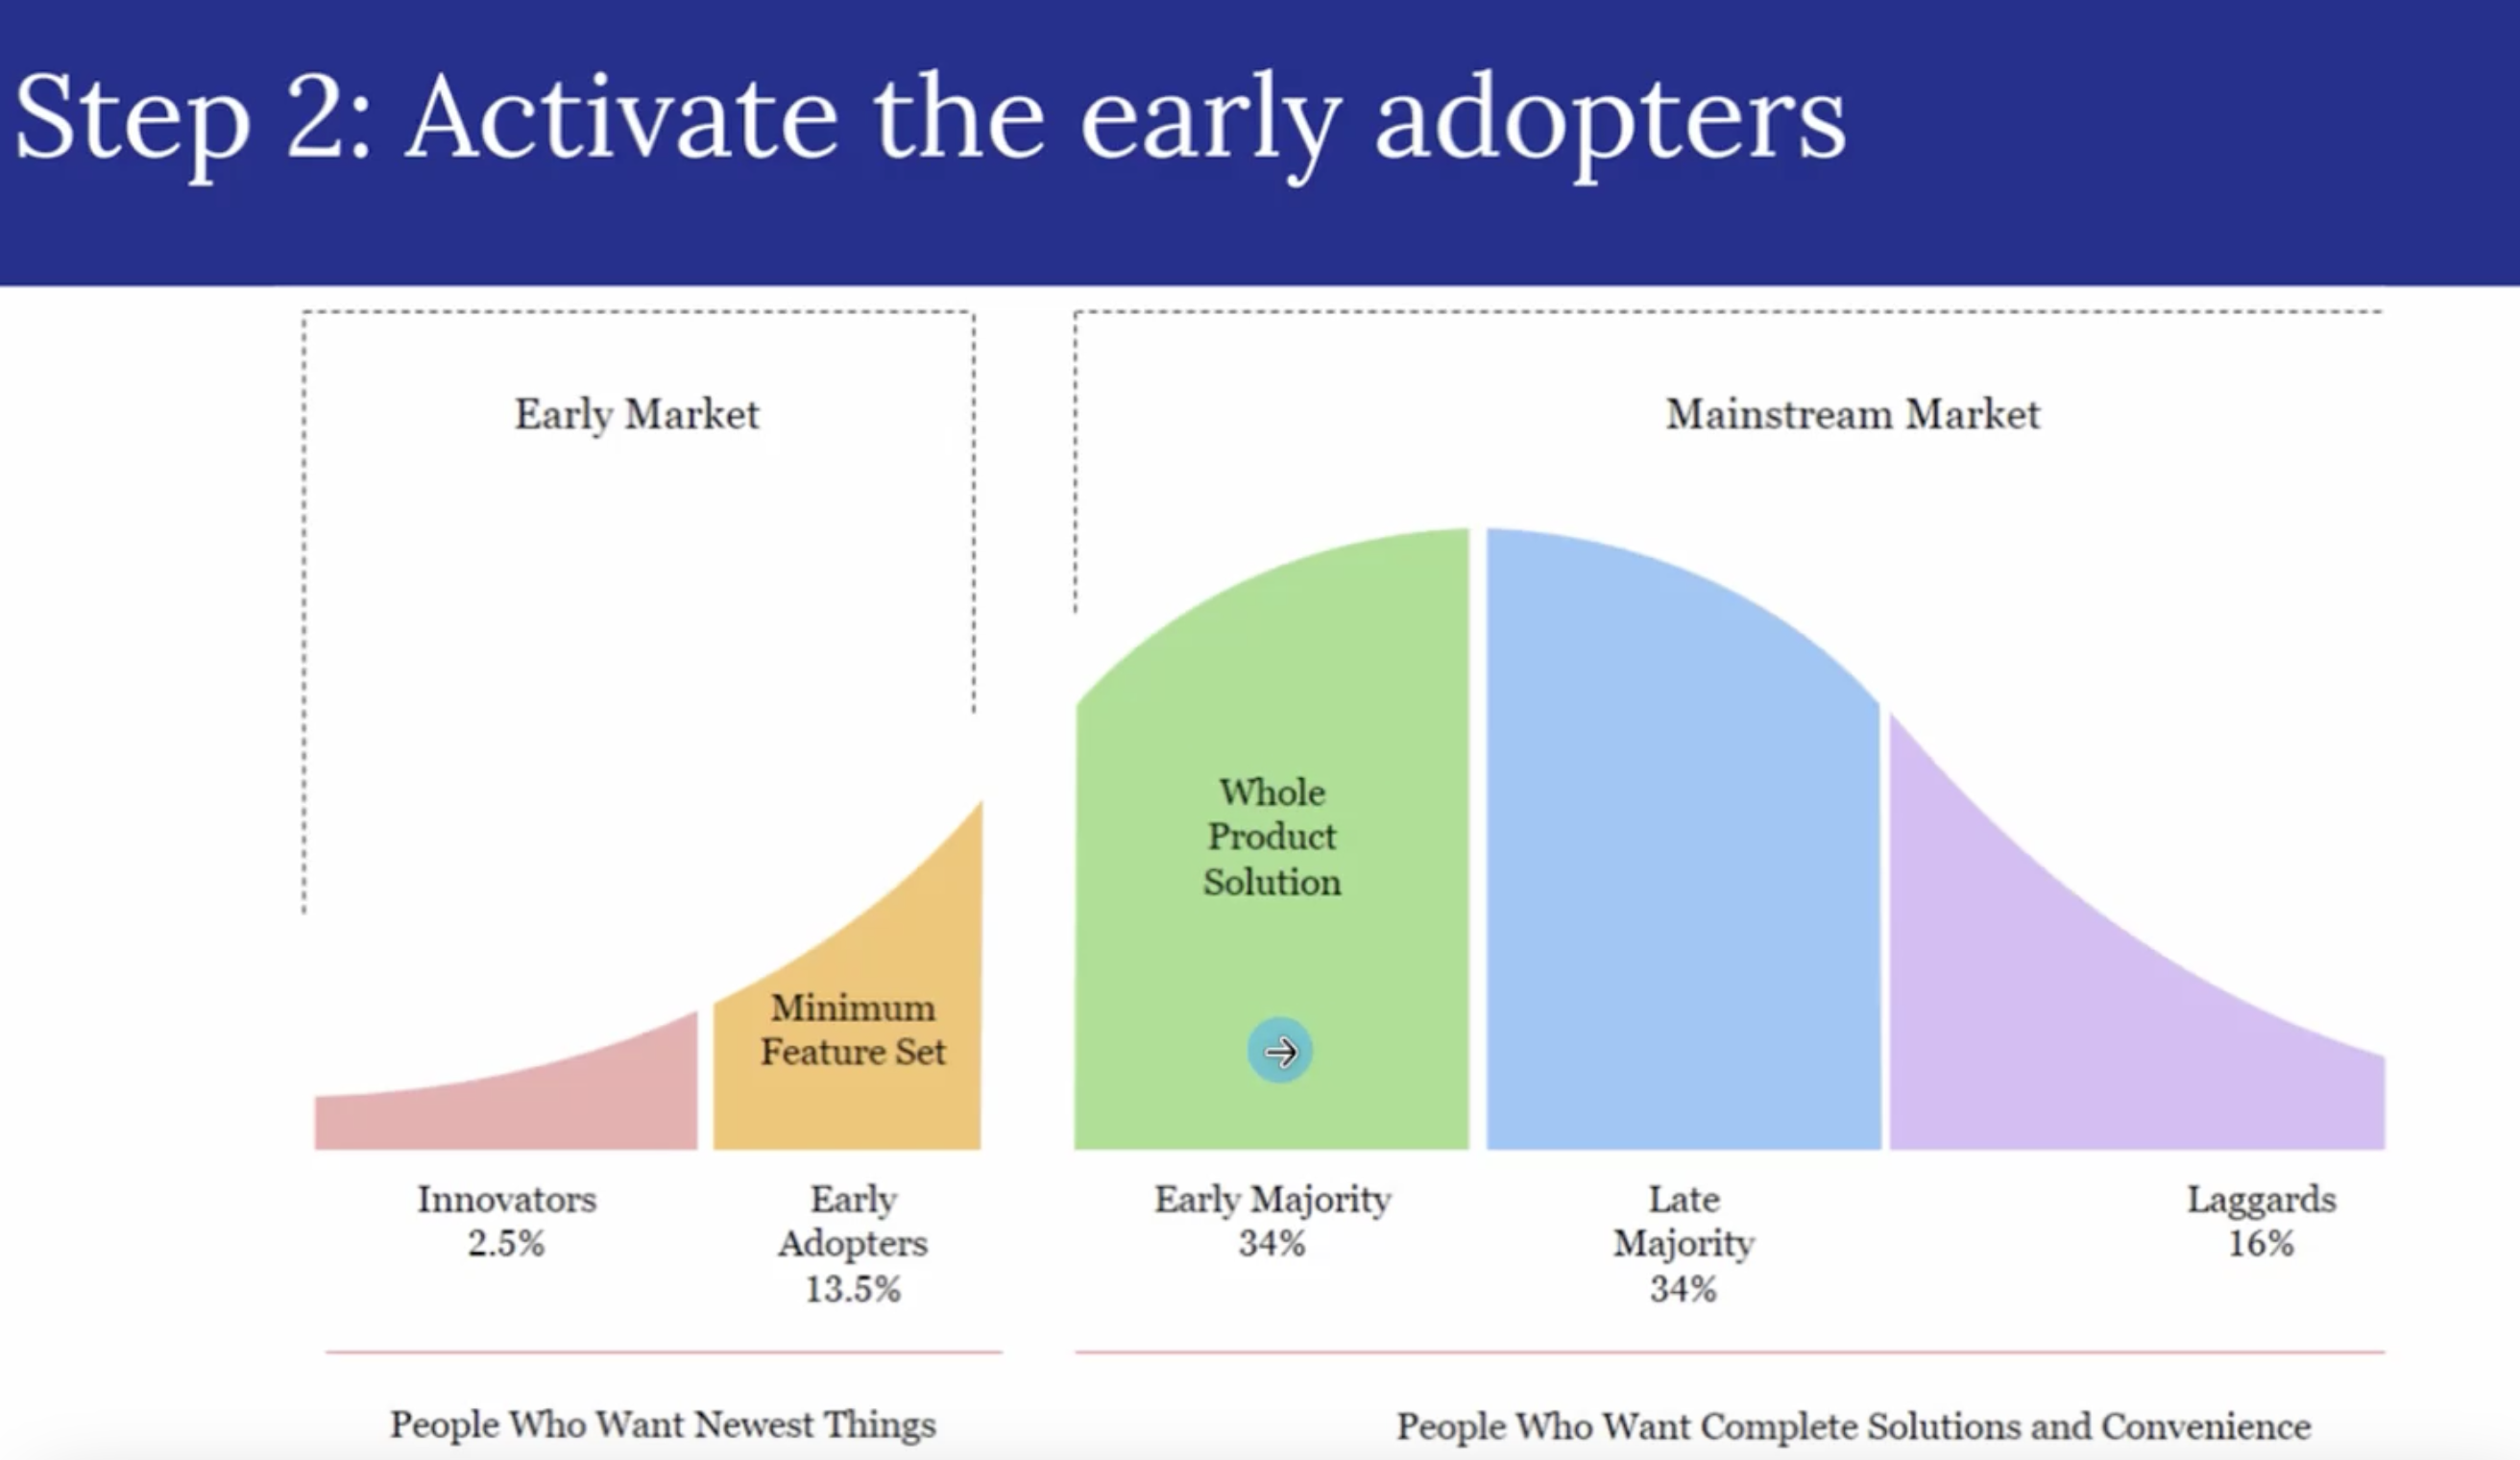 Step 2: Activate the early adopters
Early Market
Mainstream Market
Whole
Product
Solution
Minimum
Feature Set
Innovators
2.5%
Early
Adopters
13.5%
Early Majority
34%
Late
Majority
34%
Laggards
16%
People Who Want Newest Things
People Who Want Complete Solutions and Convenience